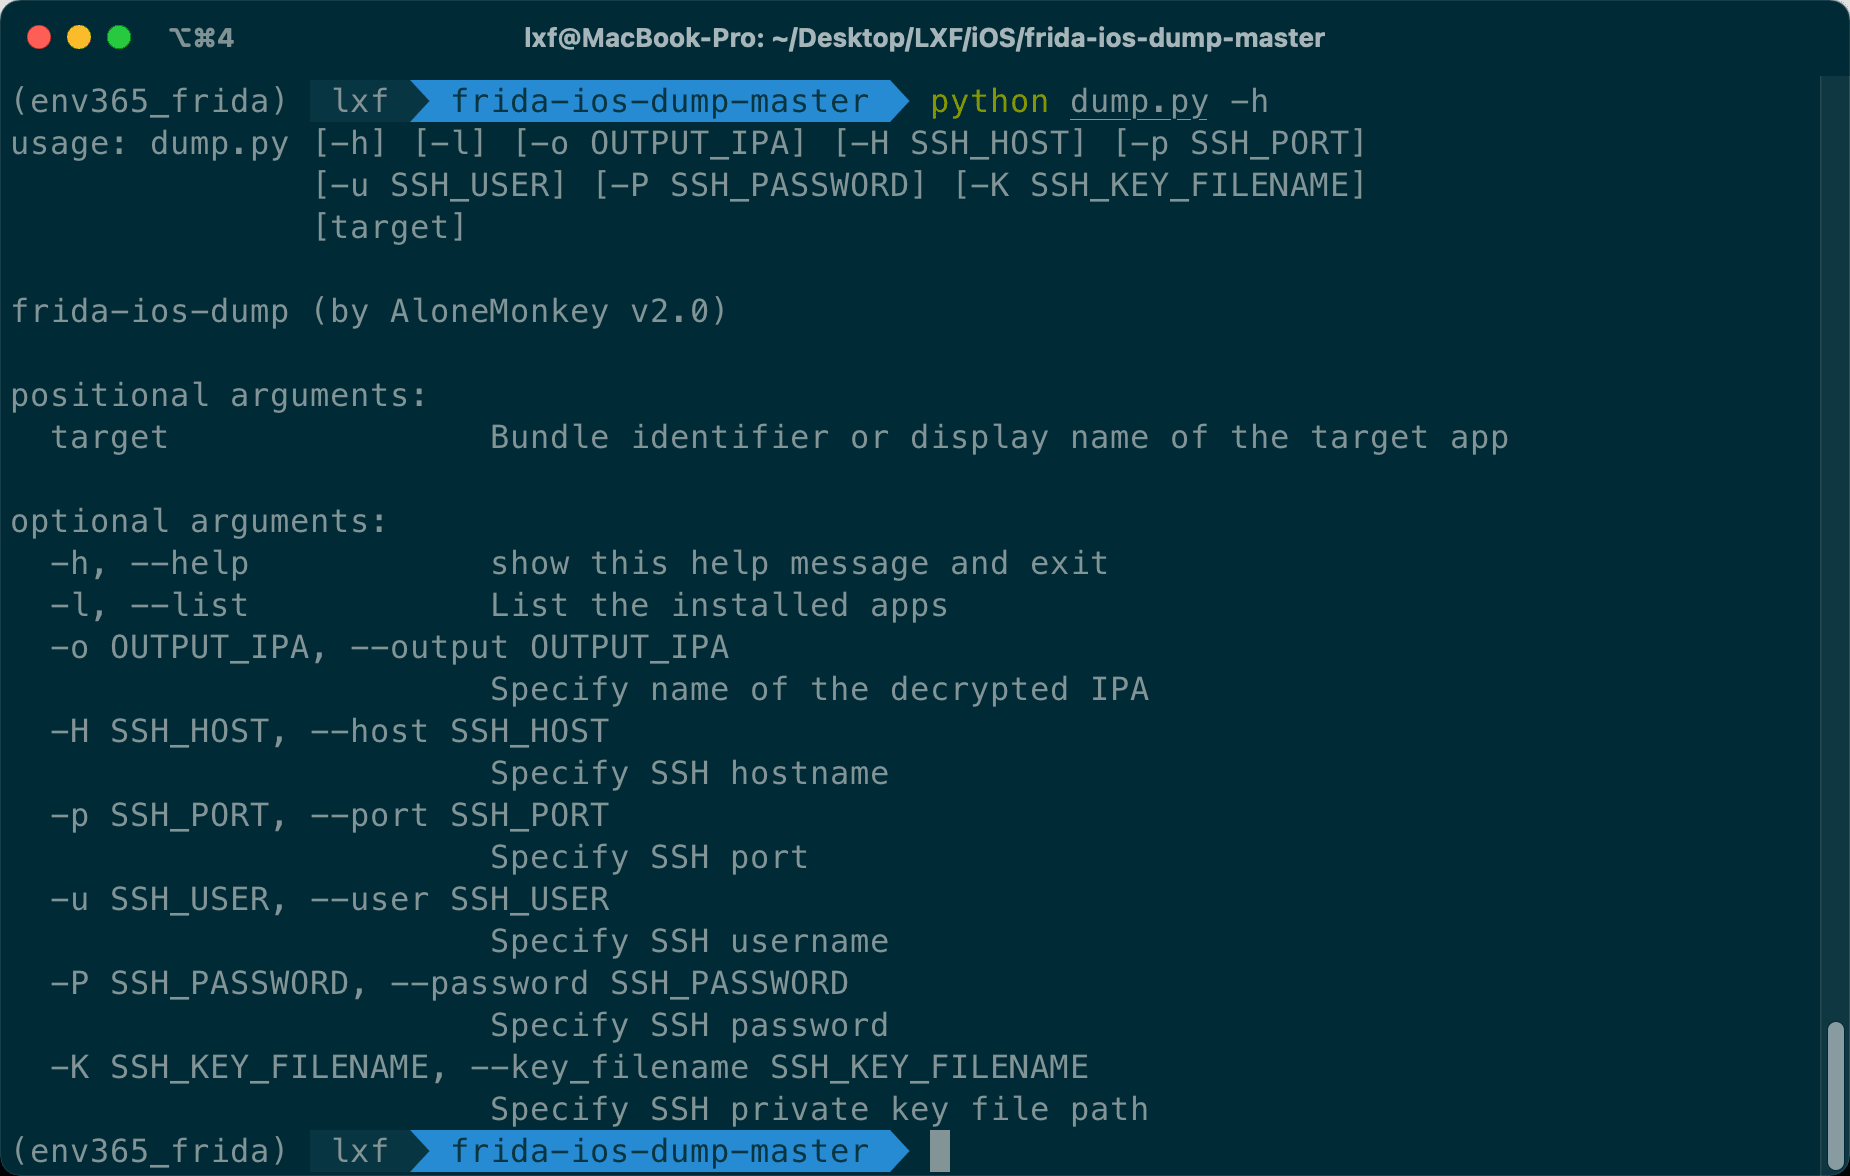 ⌥⌘4 lxf@MacBook-Pro: ~/Desktop/LXF/iOS/frida-ios-dump-master
(env365_frida) lxf frida-ios-dump-master python dump.py -h
usage: dump.py [-h] [-l] [-o OUTPUT_IPA] [-H SSH_HOST] [-p SSH_PORT]
[-u SSH_USER] [-P SSH_PASSWORD] [-K SSH_KEY_FILENAME]
[target]
frida-ios-dump (by AloneMonkey v2.0)
positional arguments:
target Bundle identifier or display name of the target app
optional arguments:
-h, --help show this help message and exit
-l, --list List the installed apps
-o OUTPUT_IPA, --output OUTPUT_IPA
Specify name of the decrypted IPA
-H SSH_HOST, --host SSH_HOST
Specify SSH hostname
-p SSH_PORT, --port SSH_PORT
Specify SSH port
-u SSH_USER, --user SSH_USER
Specify SSH username
-P SSH_PASSWORD, --password SSH_PASSWORD
Specify SSH password
-K SSH_KEY_FILENAME, --key_filename SSH_KEY_FILENAME
Specify SSH private key file path
(env365_frida) lxf frida-ios-dump-master